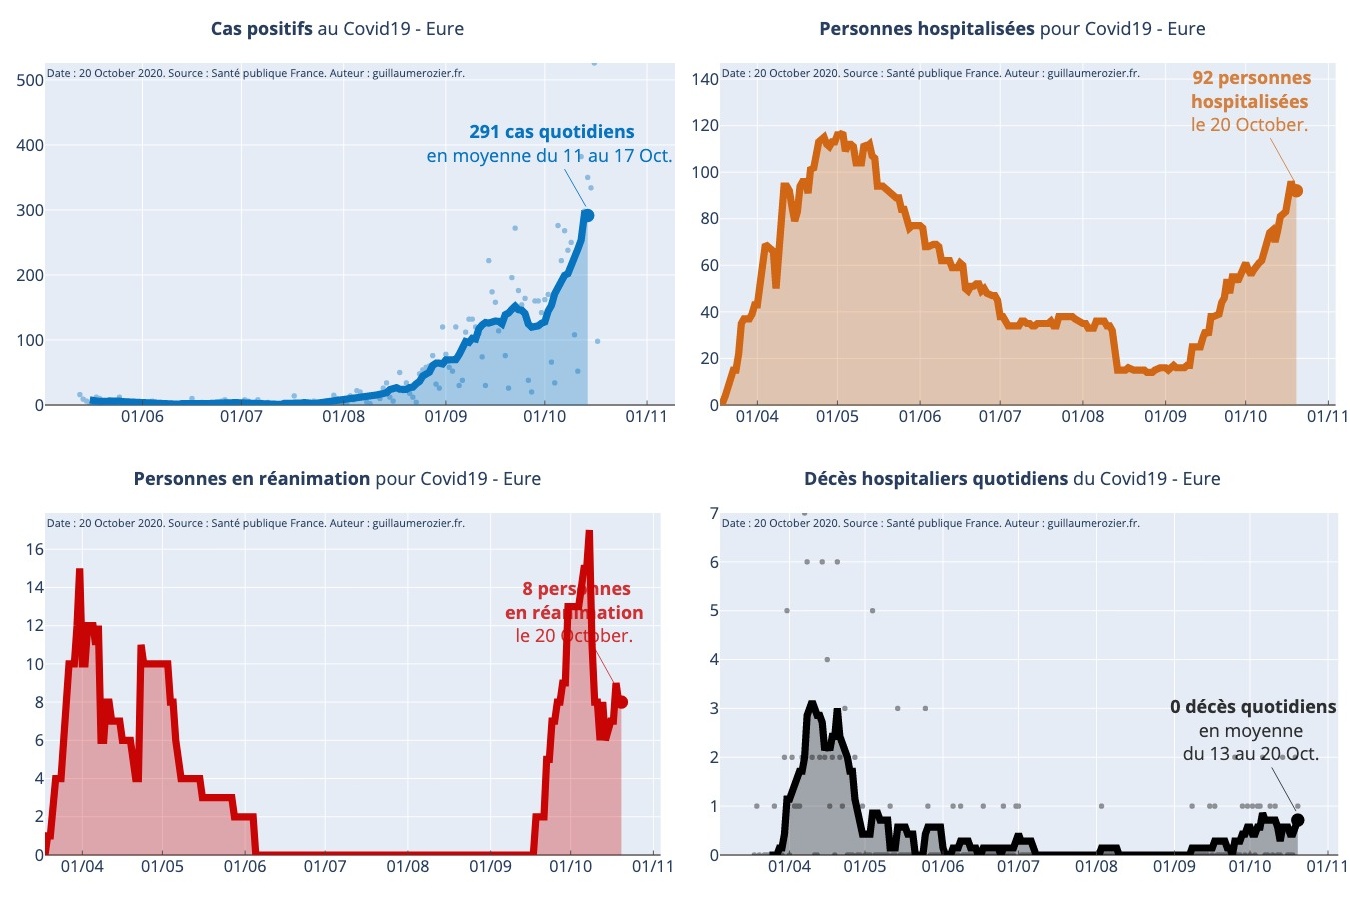 Cas positifs au Covid19 - Eure
Date : 20 October 2020. Source : Santé publique France. Auteur : guillaumerozier.fr.
500
400
300
200
100
0
291 cas quotidiens
en moyenne du 11 au 17 Oct.
01/06 01/07 01/08 01/09 01/10 01/11
Personnes hospitalisées pour Covid19 - Eure
Date : 20 October 2020. Source : Santé publique France. Auteur : guillaumerozier.fr.
140
120
100
80
60
40
20
0
92 personnes
hospitalisées
le 20 October.
01/04 01/05 01/06 01/07 01/08 01/09 01/10 01/11
Personnes en réanimation pour Covid19 - Eure
Date : 20 October 2020. Source : Santé publique France. Auteur : guillaumerozier.fr.
16
14
12
10
8
6
4
2
0
8 personnes
en réanimation
le 20 October.
01/04 01/05 01/06 01/07 01/08 01/09 01/10 01/11
Décès hospitaliers quotidiens du Covid19 - Eure
Date : 20 October 2020. Source : Santé publique France. Auteur : guillaumerozier.fr.
7
6
5
4
3
2
1
0
0 décès quotidiens
en moyenne
du 13 au 20 Oct.
01/04 01/05 01/06 01/07 01/08 01/09 01/10 01/11